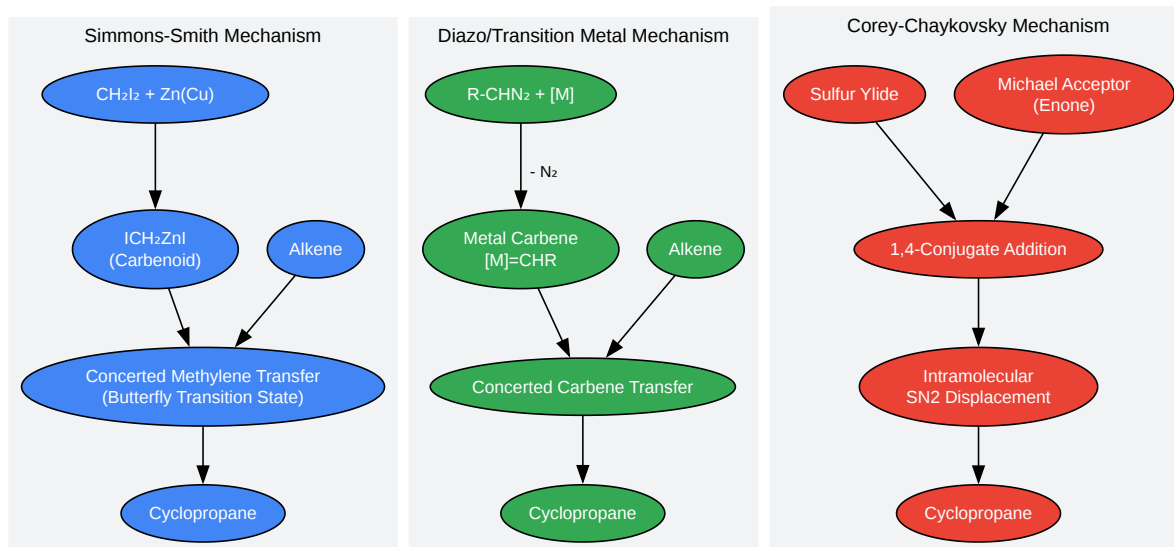 Simmons-Smith Mechanism
CH₂I₂ + Zn(Cu)
ICH₂ZnI
(Carbenoid)
Alkene
Concerted Methylene Transfer
(Butterfly Transition State)
Cyclopropane
Diazo/Transition Metal Mechanism
R-CHN₂ + [M]
- N₂
Metal Carbene
[M]=CHR
Alkene
Concerted Carbene Transfer
Cyclopropane
Corey-Chaykovsky Mechanism
Sulfur Ylide
Michael Acceptor
(Enone)
1,4-Conjugate Addition
Intramolecular
SN2 Displacement
Cyclopropane